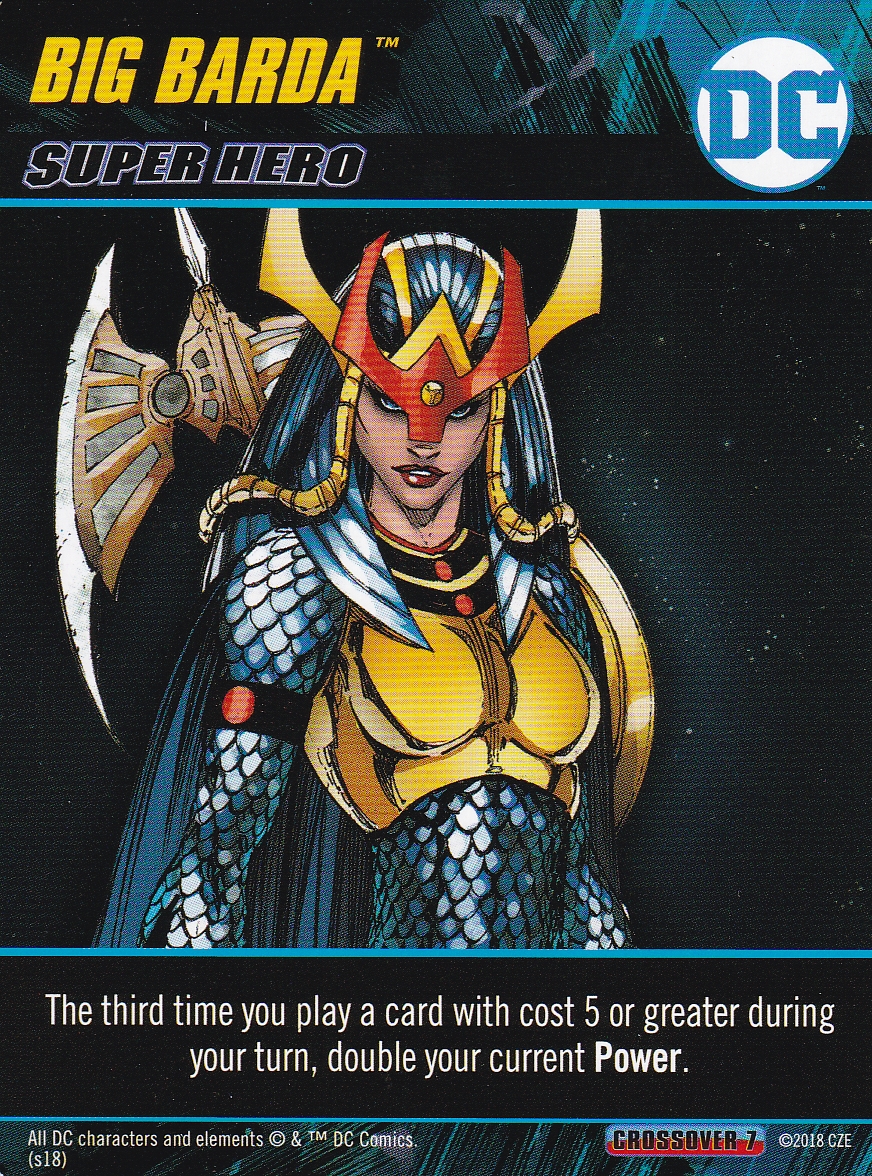 BIG BARDA™
DC™
SUPER HERO
The third time you play a card with cost 5 or greater during
your turn, double your current Power.
All DC characters and elements © & ™ DC Comics.
(s18)
CROSSOVER 7
©2018 CZE